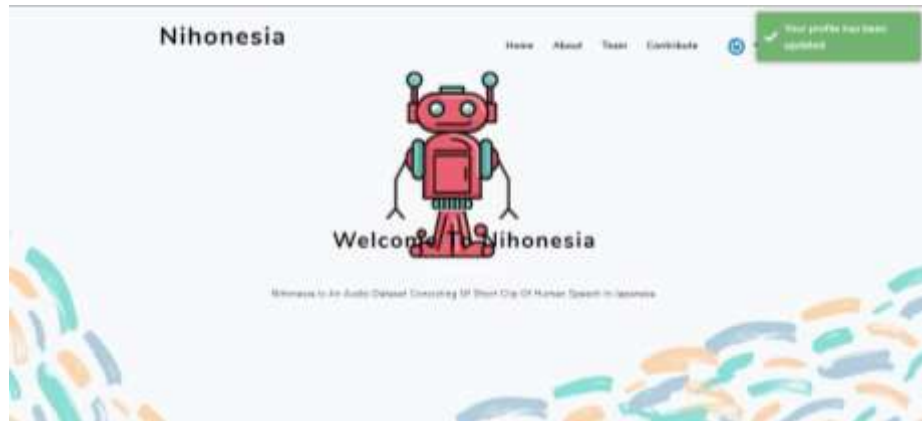 Nihonesia
Home About Team Contribute
Your profile has been
updated
Welcome To Nihonesia
Nihonesia Is An Audio Dataset Consisting Of Short Clip Of Human Speech In Japanese